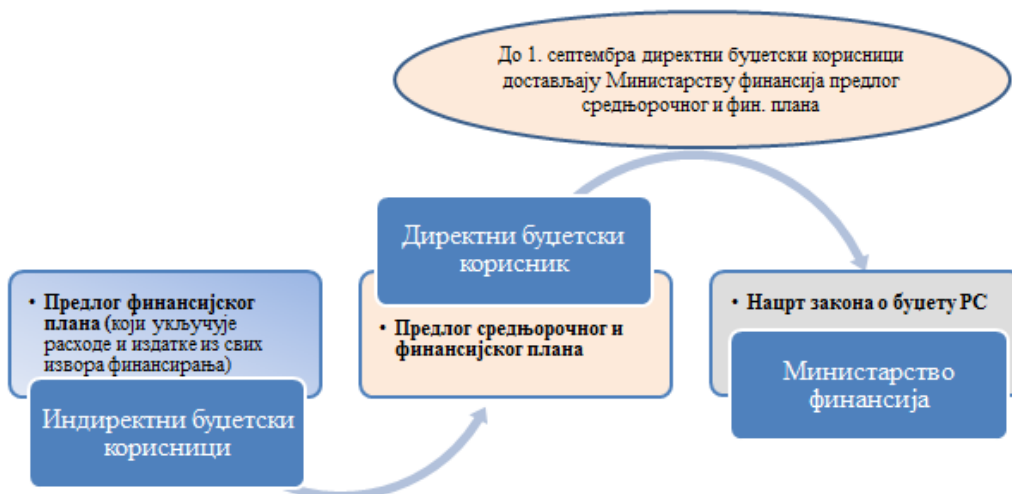 До 1. септембра директни буџетски корисници
достављају Министарству финансија предлог
средњорочног и фин. плана
Директни буџетски
корисник
• Предлог финансијског
плана (који укључује
расходе и издатке из свих
извора финансирања)
Индиректни буџетски
корисници
• Предлог средњорочног и
финансијског плана
• Нацрт закона о буџету РС
Министарство
финансија